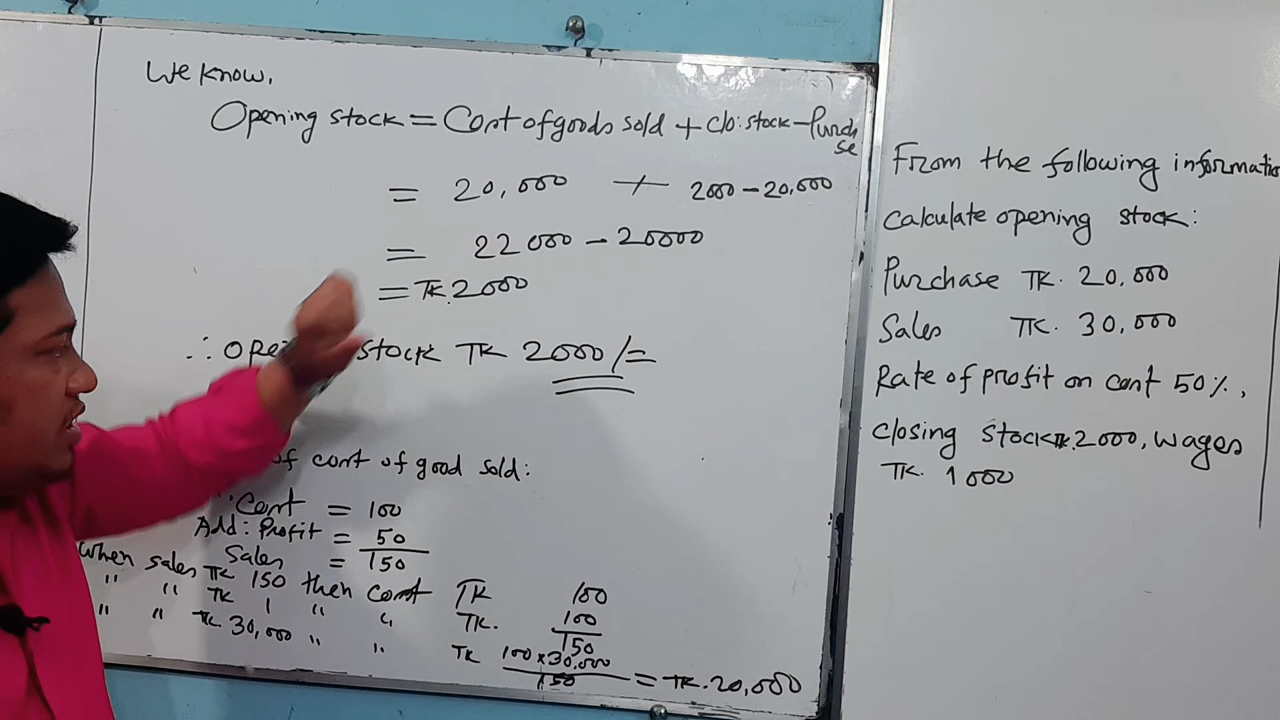 We know,
Opening stock = Cost of goods sold + clo: stock - Purchase
= 20,000 + 2000 - 20,000
= 22000 - 20000
= TK. 2000
∴ Ope stock TK 2000/=
of cost of good sold:
Cost = 100
Add: Profit = 50
Sales = 150
When sales TK 150 then cost TK 100
" " TK 1 " " TK. 100/150
" " TK. 30,000 " " TK 100 × 30,000 / 150 = TK. 20,000
From the following informatio
Calculate opening stock:
Purchase TK. 20,000
Sales TK. 30,000
Rate of profit on cost 50%,
Closing stock TK. 2000, wages
TK. 1000